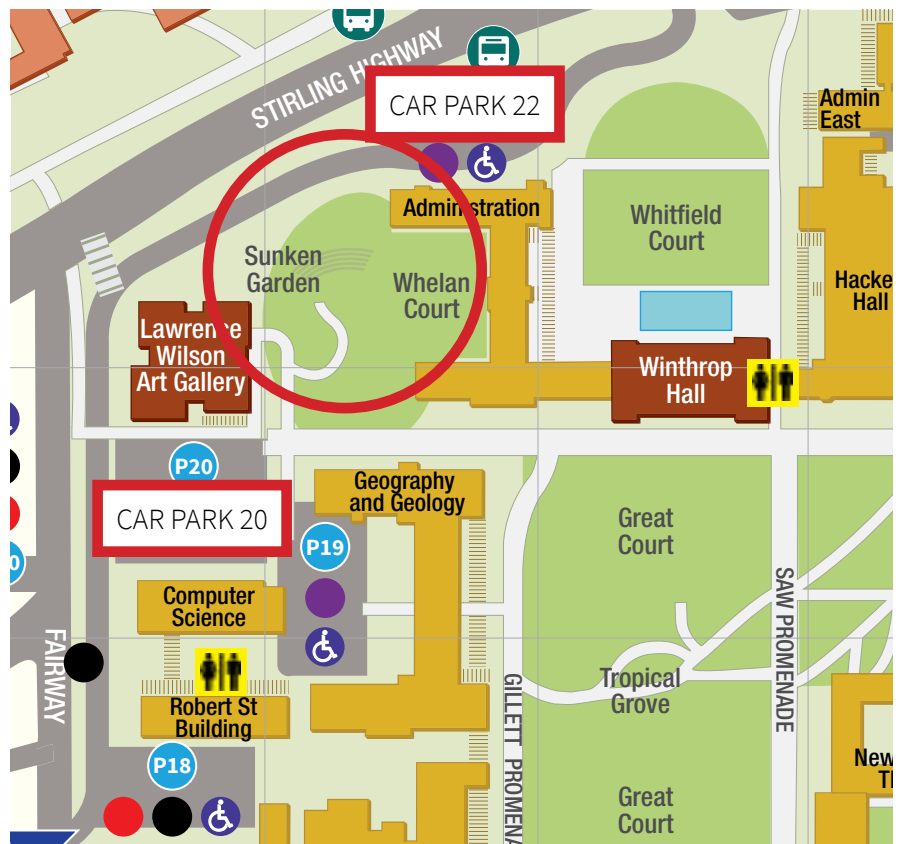 STIRLING HIGHWAY
CAR PARK 22
Admin
East
Administration
Whitfield
Court
Sunken
Garden
Whelan
Court
Hacke
Hall
Lawrence
Wilson
Art Gallery
Winthrop
Hall
P20
CAR PARK 20
Geography
and Geology
Great
Court
P19
0
Computer
Science
SAW PROMENADE
FAIRWAY
Tropical
Grove
GILLETT PROMENA
Robert St
Building
P18
New
Th
Great
Court